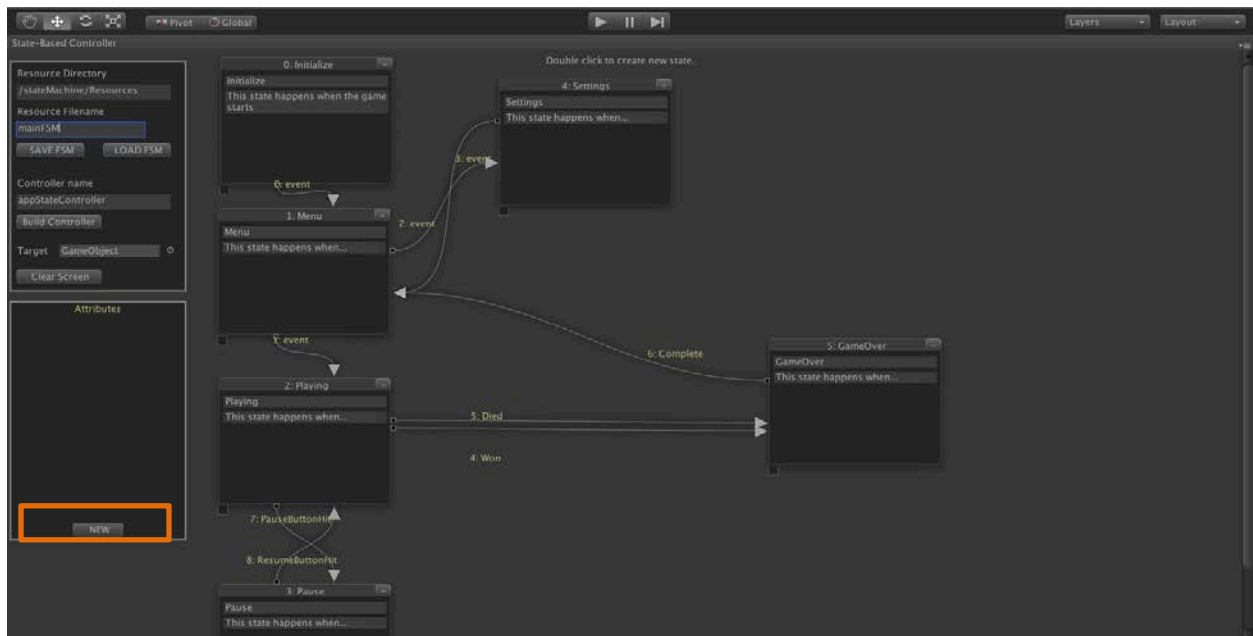 Pivot
Global
Layers
Layout
State-Based Controller
Double click to create new state.
Resource Directory
/stateMachine/Resources
Resource Filename
mainFSM
SAVE FSM
LOAD FSM
Controller name
appStateController
Build Controller
Target
GameObject
Clear Screen
Attributes
NEW
0: Initialize
Initialize
This state happens when the game
starts
0: event
1: Menu
Menu
This state happens when...
2: event
3: event
4: Settings
Settings
This state happens when...
1: event
2: Playing
Playing
This state happens when...
5: Died
4: Won
6: Complete
5: GameOver
GameOver
This state happens when...
7: PauseButtonHit
8: ResumeButtonHit
3: Pause
Pause
This state happens when...